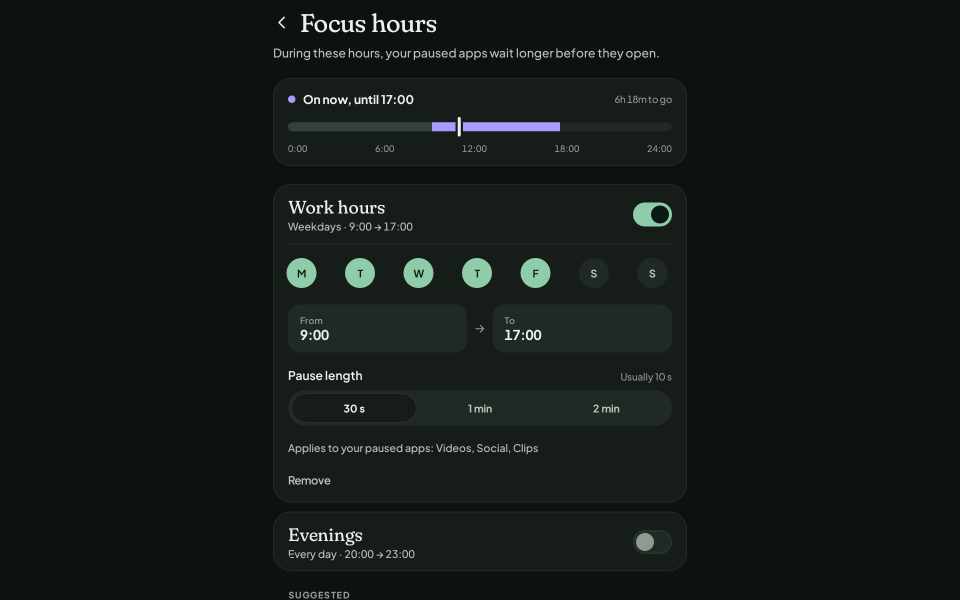 Focus hours
During these hours, your paused apps wait longer before they open.
On now, until 17:00
6h 18m to go
0:00 6:00 12:00 18:00 24:00
Work hours
Weekdays · 9:00 → 17:00
M T W T F S S
From
9:00
→
To
17:00
Pause length
Usually 10 s
30 s 1 min 2 min
Applies to your paused apps: Videos, Social, Clips
Remove
Evenings
Every day · 20:00 → 23:00
SUGGESTED